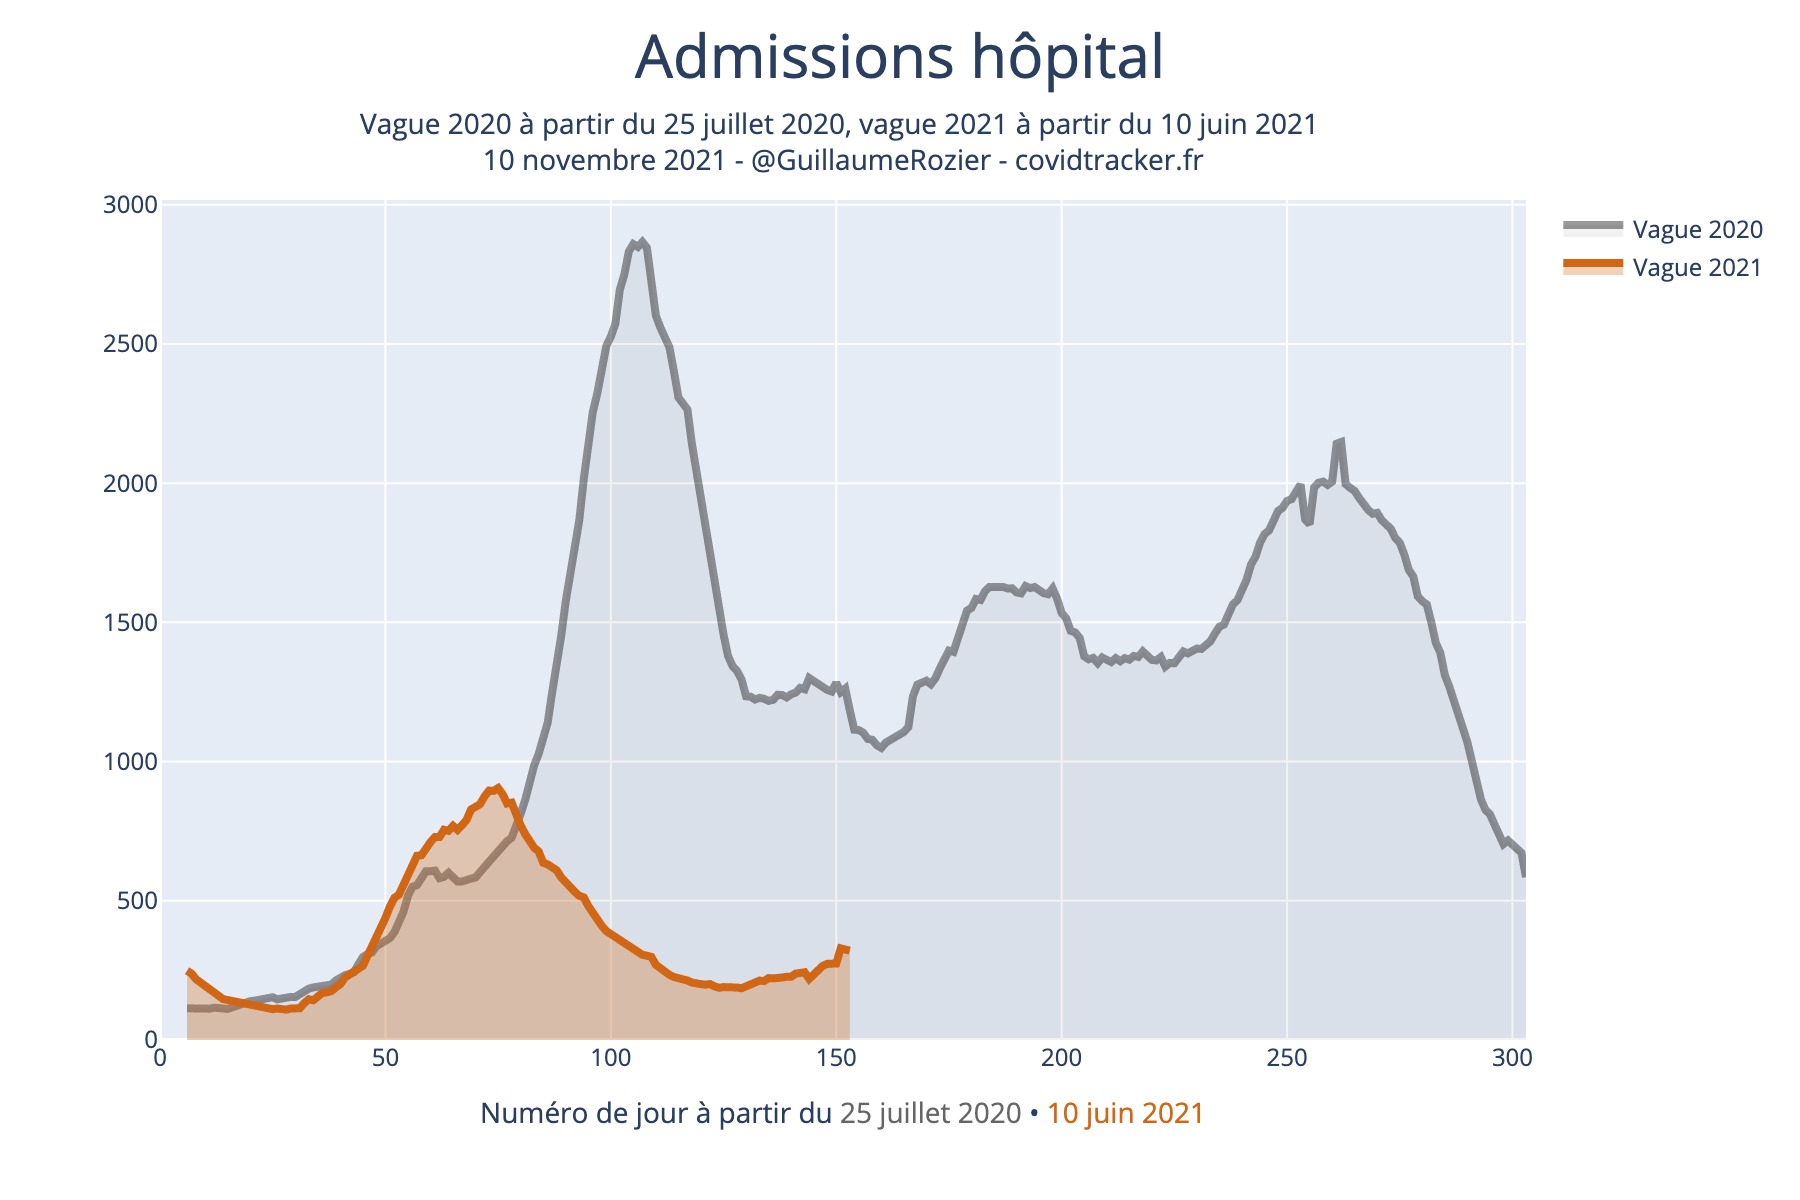 Admissions hôpital
Vague 2020 à partir du 25 juillet 2020, vague 2021 à partir du 10 juin 2021
10 novembre 2021 - @GuillaumeRozier - covidtracker.fr
3000
2500
2000
1500
1000
500
0
0 50 100 150 200 250 300
Vague 2020
Vague 2021
Numéro de jour à partir du 25 juillet 2020 • 10 juin 2021